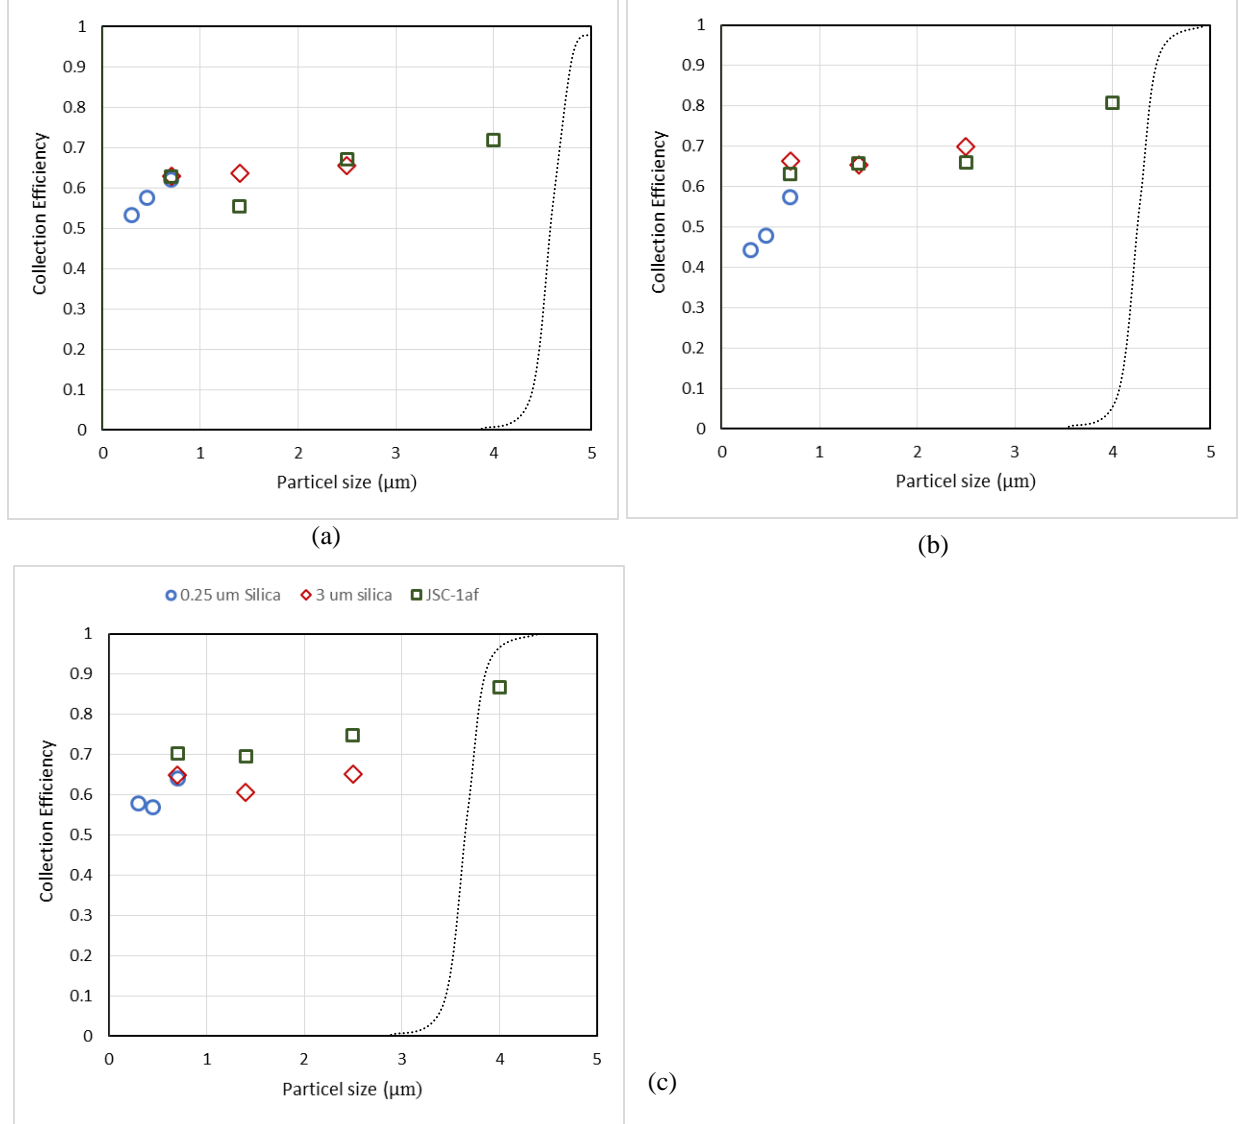 1
0.9
0.8
0.7
0.6
0.5
0.4
0.3
0.2
0.1
0
Collection Efficiency
0 1 2 3 4 5
Particel size (μm)
(a)
1
0.9
0.8
0.7
0.6
0.5
0.4
0.3
0.2
0.1
0
Collection Efficiency
0 1 2 3 4 5
Particel size (μm)
(b)
0.25 um Silica 3 um silica JSC-1af
1
0.9
0.8
0.7
0.6
0.5
0.4
0.3
0.2
0.1
0
Collection Efficiency
0 1 2 3 4 5
Particel size (μm)
(c)